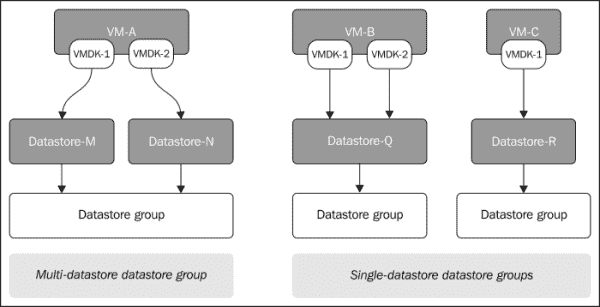 VM-A
VM-B
VM-C
VMDK-1
VMDK-2
VMDK-1
VMDK-2
VMDK-1
Datastore-M
Datastore-N
Datastore-Q
Datastore-R
Datastore group
Datastore group
Datastore group
Multi-datastore datastore group
Single-datastore datastore groups